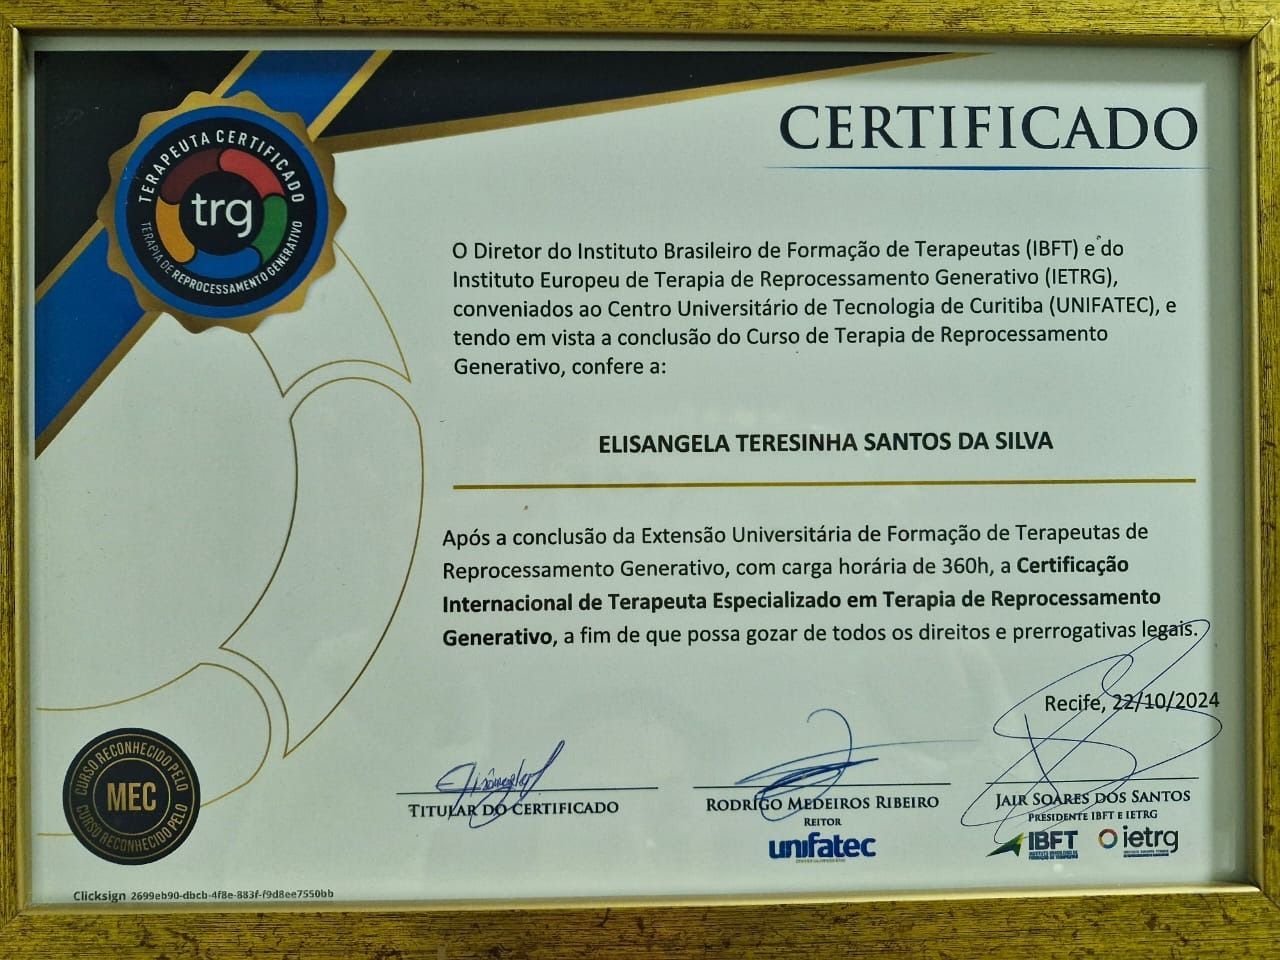 TERAPEUTA CERTIFICADO
trg
TERAPIA DE REPROCESSAMENTO GENERATIVO
CERTIFICADO
O Diretor do Instituto Brasileiro de Formação de Terapeutas (IBFT) e do
Instituto Europeu de Terapia de Reprocessamento Generativo (IETRG),
conveniados ao Centro Universitário de Tecnologia de Curitiba (UNIFATEC), e
tendo em vista a conclusão do Curso de Terapia de Reprocessamento
Generativo, confere a:
ELISANGELA TERESINHA SANTOS DA SILVA
Após a conclusão da Extensão Universitária de Formação de Terapeutas de
Reprocessamento Generativo, com carga horária de 360h, a Certificação
Internacional de Terapeuta Especializado em Terapia de Reprocessamento
Generativo, a fim de que possa gozar de todos os direitos e prerrogativas legais.
Recife, 22/10/2024
CURSO RECONHECIDO PELO
MEC
CURSO RECONHECIDO PELO
TITULAR DO CERTIFICADO
RODRIGO MEDEIROS RIBEIRO
REITOR
unifatec
JAIR SOARES DOS SANTOS
PRESIDENTE IBFT E IETRG
IBFT
ietrg
Clicksign 2699eb90-dbcb-4f8e-883f-f9d8ee7550bb